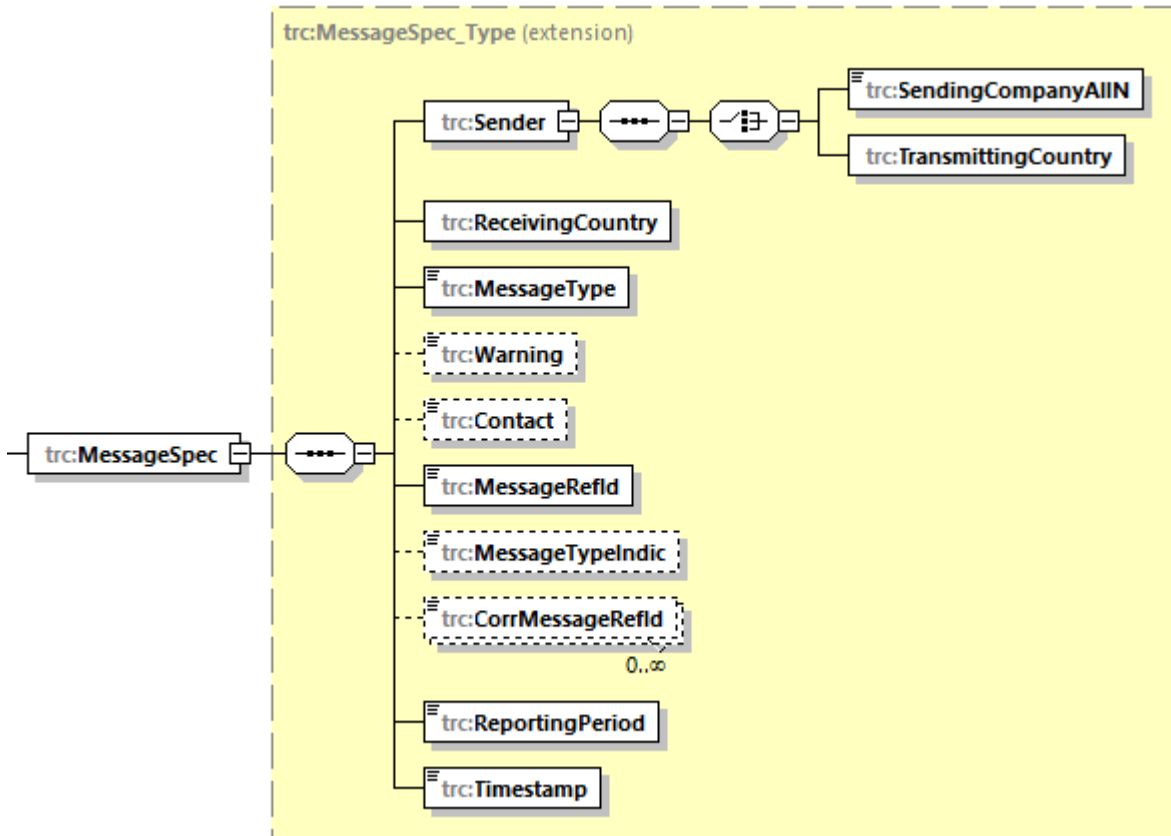 trc:MessageSpec_Type (extension)
trc:Sender
trc:SendingCompanyAIIN
trc:TransmittingCountry
trc:ReceivingCountry
trc:MessageType
trc:Warning
trc:Contact
trc:MessageSpec
trc:MessageRefId
trc:MessageTypeIndic
trc:CorrMessageRefId
0..∞
trc:ReportingPeriod
trc:Timestamp